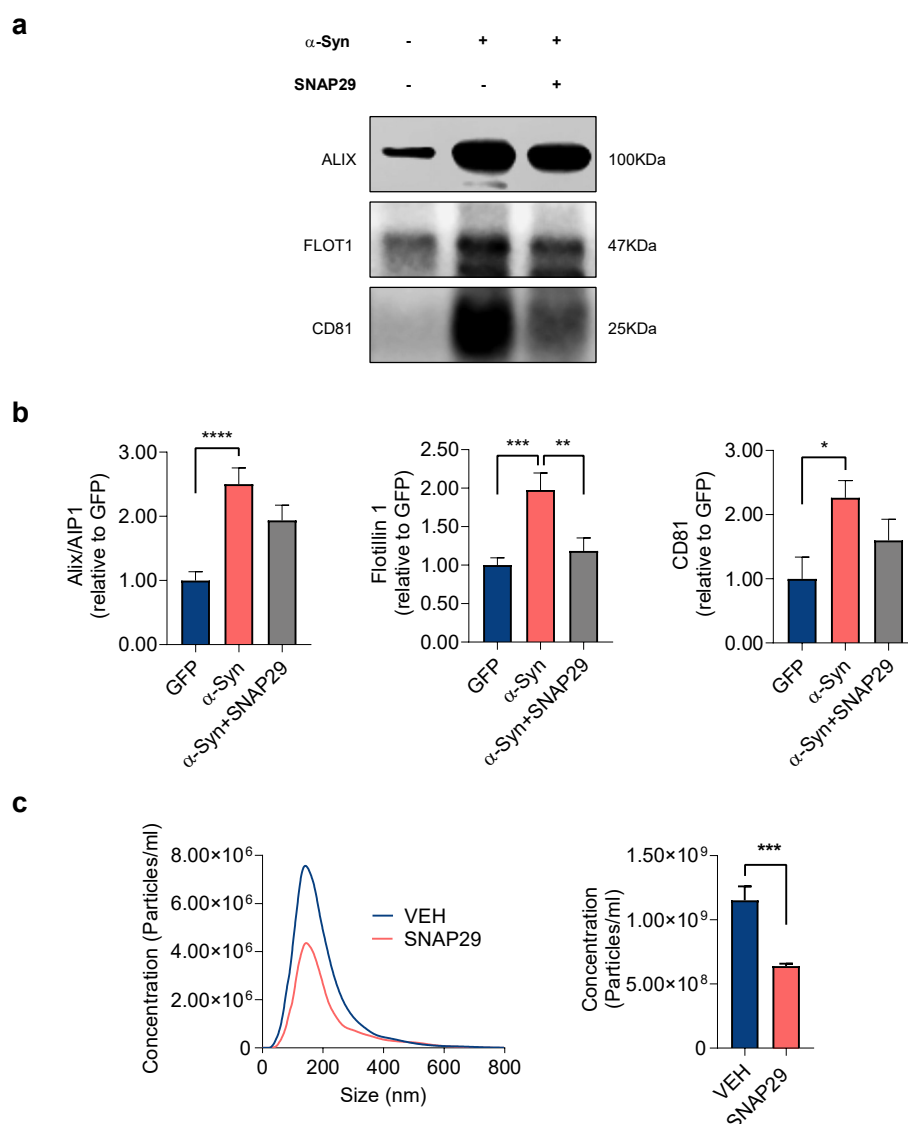 a
α-Syn - + +
SNAP29 - - +
ALIX 100KDa
FLOT1 47KDa
CD81 25KDa
b
Alix/AIP1
(relative to GFP)
3.00
2.00
1.00
0.00
****
GFP
α-Syn
α-Syn+SNAP29
Flotillin 1
(relative to GFP)
2.50
2.00
1.50
1.00
0.50
0.00
*** **
GFP
α-Syn
α-Syn+SNAP29
CD81
(relative to GFP)
3.00
2.00
1.00
0.00
*
GFP
α-Syn
α-Syn+SNAP29
c
Concentration (Particles/ml)
8.00×10⁶
6.00×10⁶
4.00×10⁶
2.00×10⁶
0
0 200 400 600 800
Size (nm)
VEH
SNAP29
Concentration
(Particles/ml)
1.50×10⁹
1.00×10⁹
5.00×10⁸
0
***
VEH
SNAP29